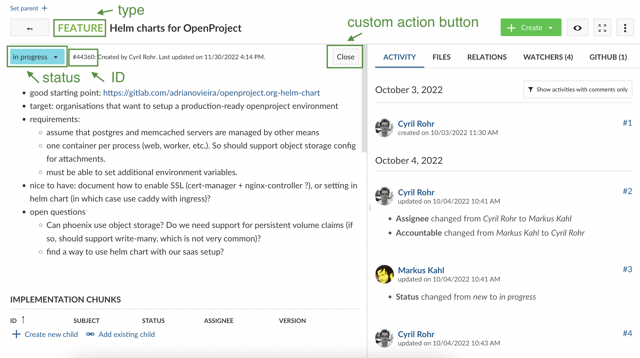 Set parent +
type
← FEATURE Helm charts for OpenProject
custom action button
+ Create
in progress
#44360: Created by Cyril Rohr. Last updated on 11/30/2022 4:14 PM.
Close
status
ID
• good starting point: https://gitlab.com/adrianovieira/openproject.org-helm-chart
• target: organisations that want to setup a production-ready openproject environment
• requirements:
○ assume that postgres and memcached servers are managed by other means
○ one container per process (web, worker, etc.). So should support object storage config
for attachments.
○ must be able to set additional environment variables.
• nice to have: document how to enable SSL (cert-manager + nginx-controller ?), or setting in
helm chart (in which case use caddy with ingress)?
• open questions
○ Can phoenix use object storage? Do we need support for persistent volume claims (if
so, should support write-many, which is not very common)?
○ find a way to use helm chart with our saas setup?
IMPLEMENTATION CHUNKS
ID ↑ SUBJECT STATUS ASSIGNEE VERSION
+ Create new child Add existing child
ACTIVITY FILES RELATIONS WATCHERS (4) GITHUB (1)
October 3, 2022
Show activities with comments only
Cyril Rohr #1
created on 10/03/2022 11:30 AM
October 4, 2022
Cyril Rohr #2
updated on 10/04/2022 10:41 AM
• Assignee changed from Cyril Rohr to Markus Kahl
• Accountable changed from Markus Kahl to Cyril Rohr
Markus Kahl #3
updated on 10/04/2022 10:41 AM
• Status changed from new to in progress
Cyril Rohr #4
updated on 10/04/2022 10:43 AM